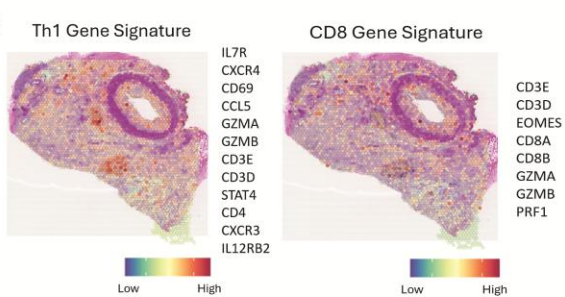 Th1 Gene Signature
IL7R
CXCR4
CD69
CCL5
GZMA
GZMB
CD3E
CD3D
STAT4
CD4
CXCR3
IL12RB2
Low
High
CD8 Gene Signature
CD3E
CD3D
EOMES
CD8A
CD8B
GZMA
GZMB
PRF1
Low
High